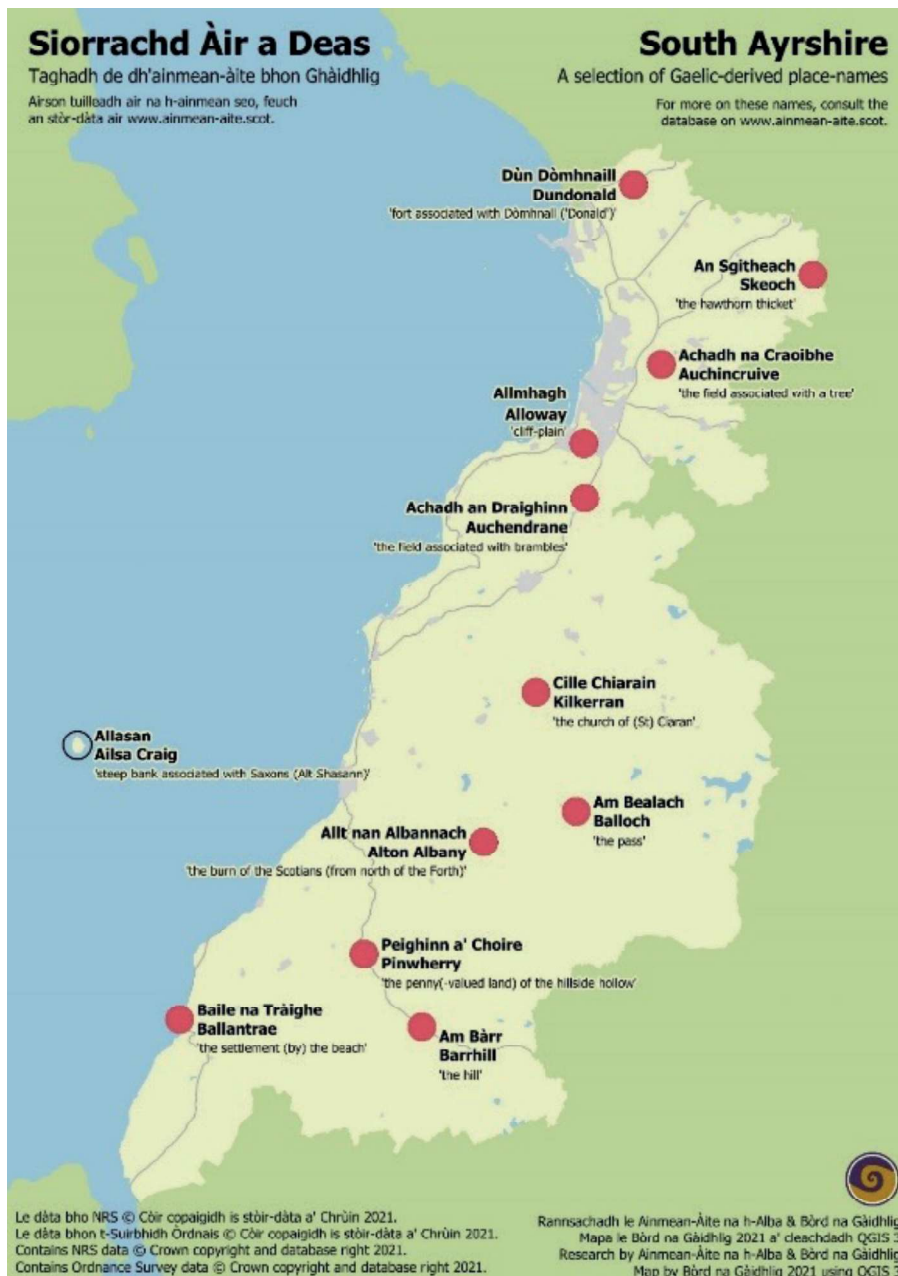 Siorrachd Àir a Deas
Taghadh de dh'ainmean-àite bhon Ghàidhlig
Airson tuilleadh air na h-ainmean seo, feuch
an stòr-dàta air www.ainmean-aite.scot.
South Ayrshire
A selection of Gaelic-derived place-names
For more on these names, consult the
database on www.ainmean-aite.scot.
Dùn Dòmhnaill
Dundonald
'fort associated with Dòmhnall ('Donald')'
An Sgitheach
Skeoch
'the hawthorn thicket'
Achadh na Craoibhe
Auchincruive
'the field associated with a tree'
Allmhagh
Alloway
'cliff-plain'
Achadh an Draighinn
Auchendrane
'the field associated with brambles'
Cille Chiarain
Kilkerran
'the church of (St) Ciaran'
Allasan
Ailsa Craig
'steep bank associated with Saxons (Alt Shasann)'
Am Bealach
Balloch
'the pass'
Allt nan Albannach
Alton Albany
'the burn of the Scotians (from north of the Forth)'
Peighinn a' Choire
Pinwherry
'the penny(-valued land) of the hillside hollow'
Baile na Tràighe
Ballantrae
'the settlement (by) the beach'
Am Bàrr
Barrhill
'the hill'
Le dàta bho NRS © Còir copaigidh is stòir-dàta a' Chrùin 2021.
Le dàta bhon t-Suirbhidh Òrdnais © Còir copaigidh is stòir-dàta a' Chrùin 2021.
Contains NRS data © Crown copyright and database right 2021.
Contains Ordnance Survey data © Crown copyright and database right 2021.
Rannsachadh le Ainmean-Àite na h-Alba & Bòrd na Gàidhlig
Mapa le Bòrd na Gàidhlig 2021 a' cleachdadh QGIS 3
Research by Ainmean-Àite na h-Alba & Bòrd na Gàidhlig
Map by Bòrd na Gàidhlig 2021 using QGIS 3